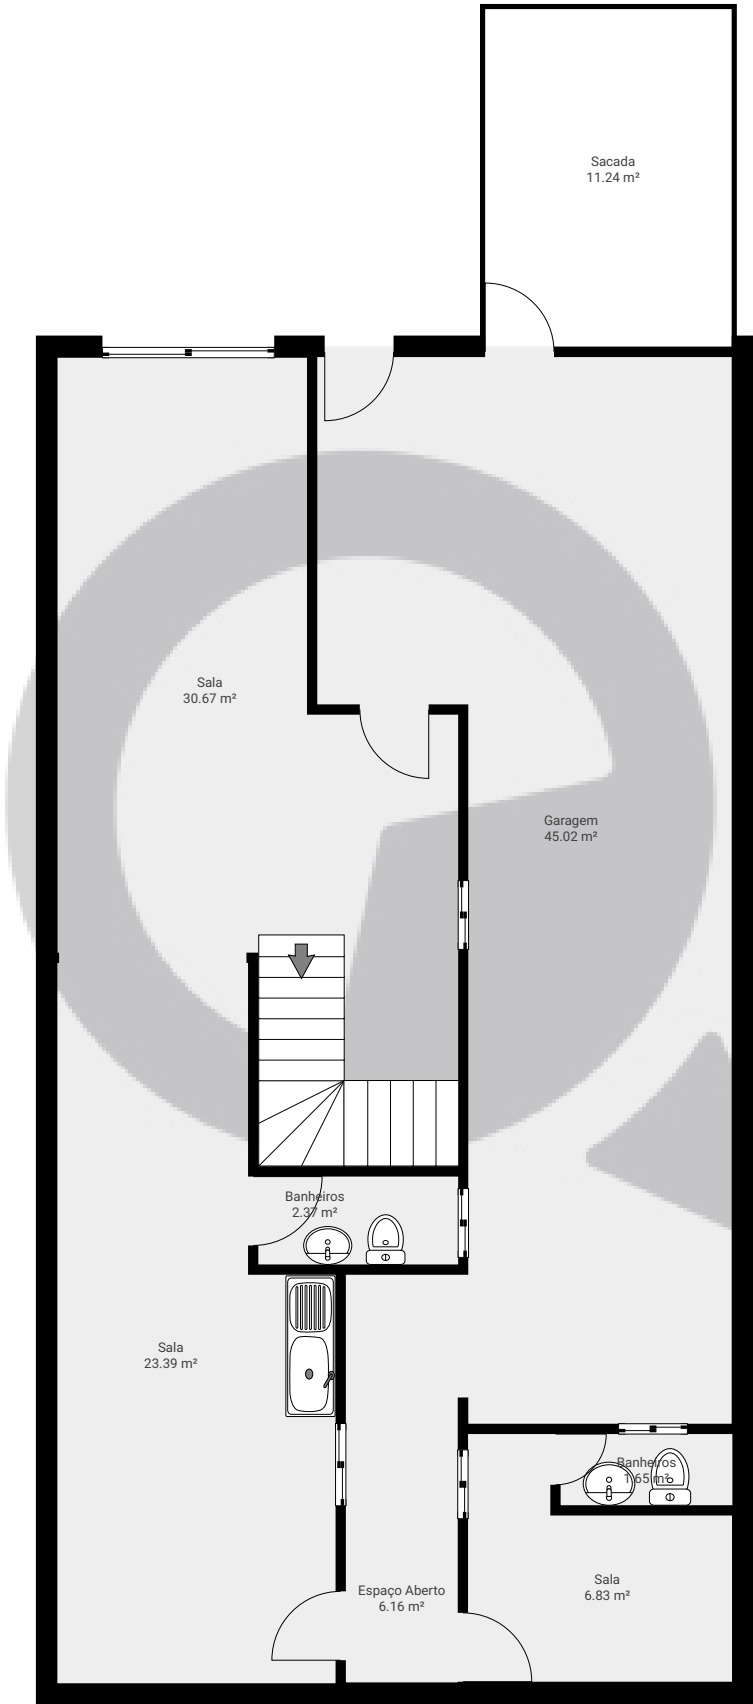 Sacada
11.24 m²
Sala
30.67 m²
Garagem
45.02 m²
Banheiros
2.37 m²
Sala
23.39 m²
Banheiros
1.65 m²
Sala
6.83 m²
Espaço Aberto
6.16 m²